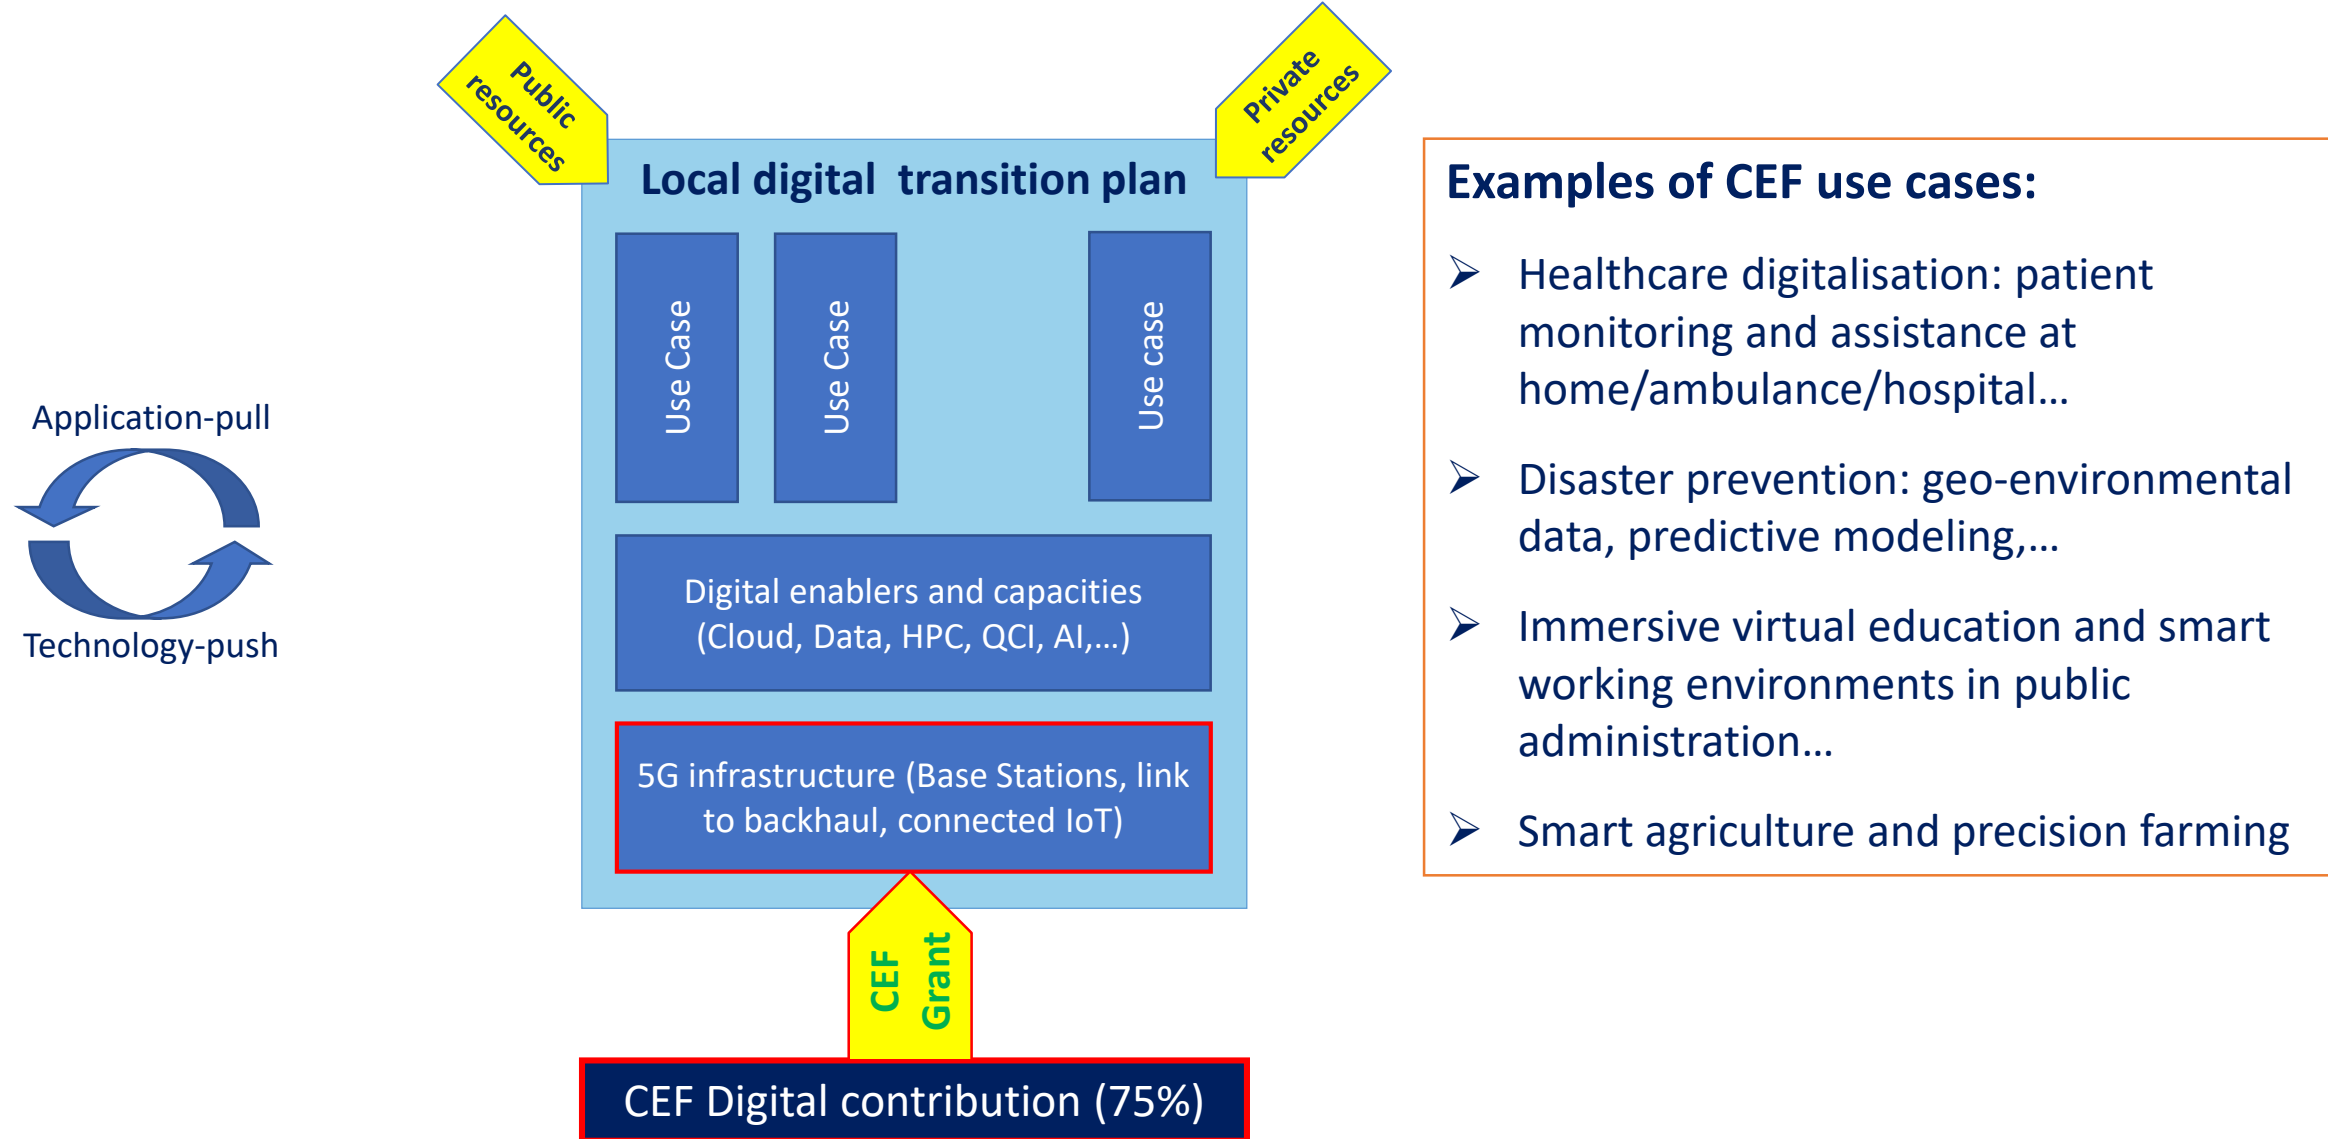 Public
resources
Private
resources
Local digital transition plan
Use Case
Use Case
Use case
Application-pull
Technology-push
Digital enablers and capacities
(Cloud, Data, HPC, QCI, AI,...)
5G infrastructure (Base Stations, link
to backhaul, connected IoT)
CEF
Grant
CEF Digital contribution (75%)
Examples of CEF use cases:
➢ Healthcare digitalisation: patient
monitoring and assistance at
home/ambulance/hospital...
➢ Disaster prevention: geo-environmental
data, predictive modeling,...
➢ Immersive virtual education and smart
working environments in public
administration...
➢ Smart agriculture and precision farming